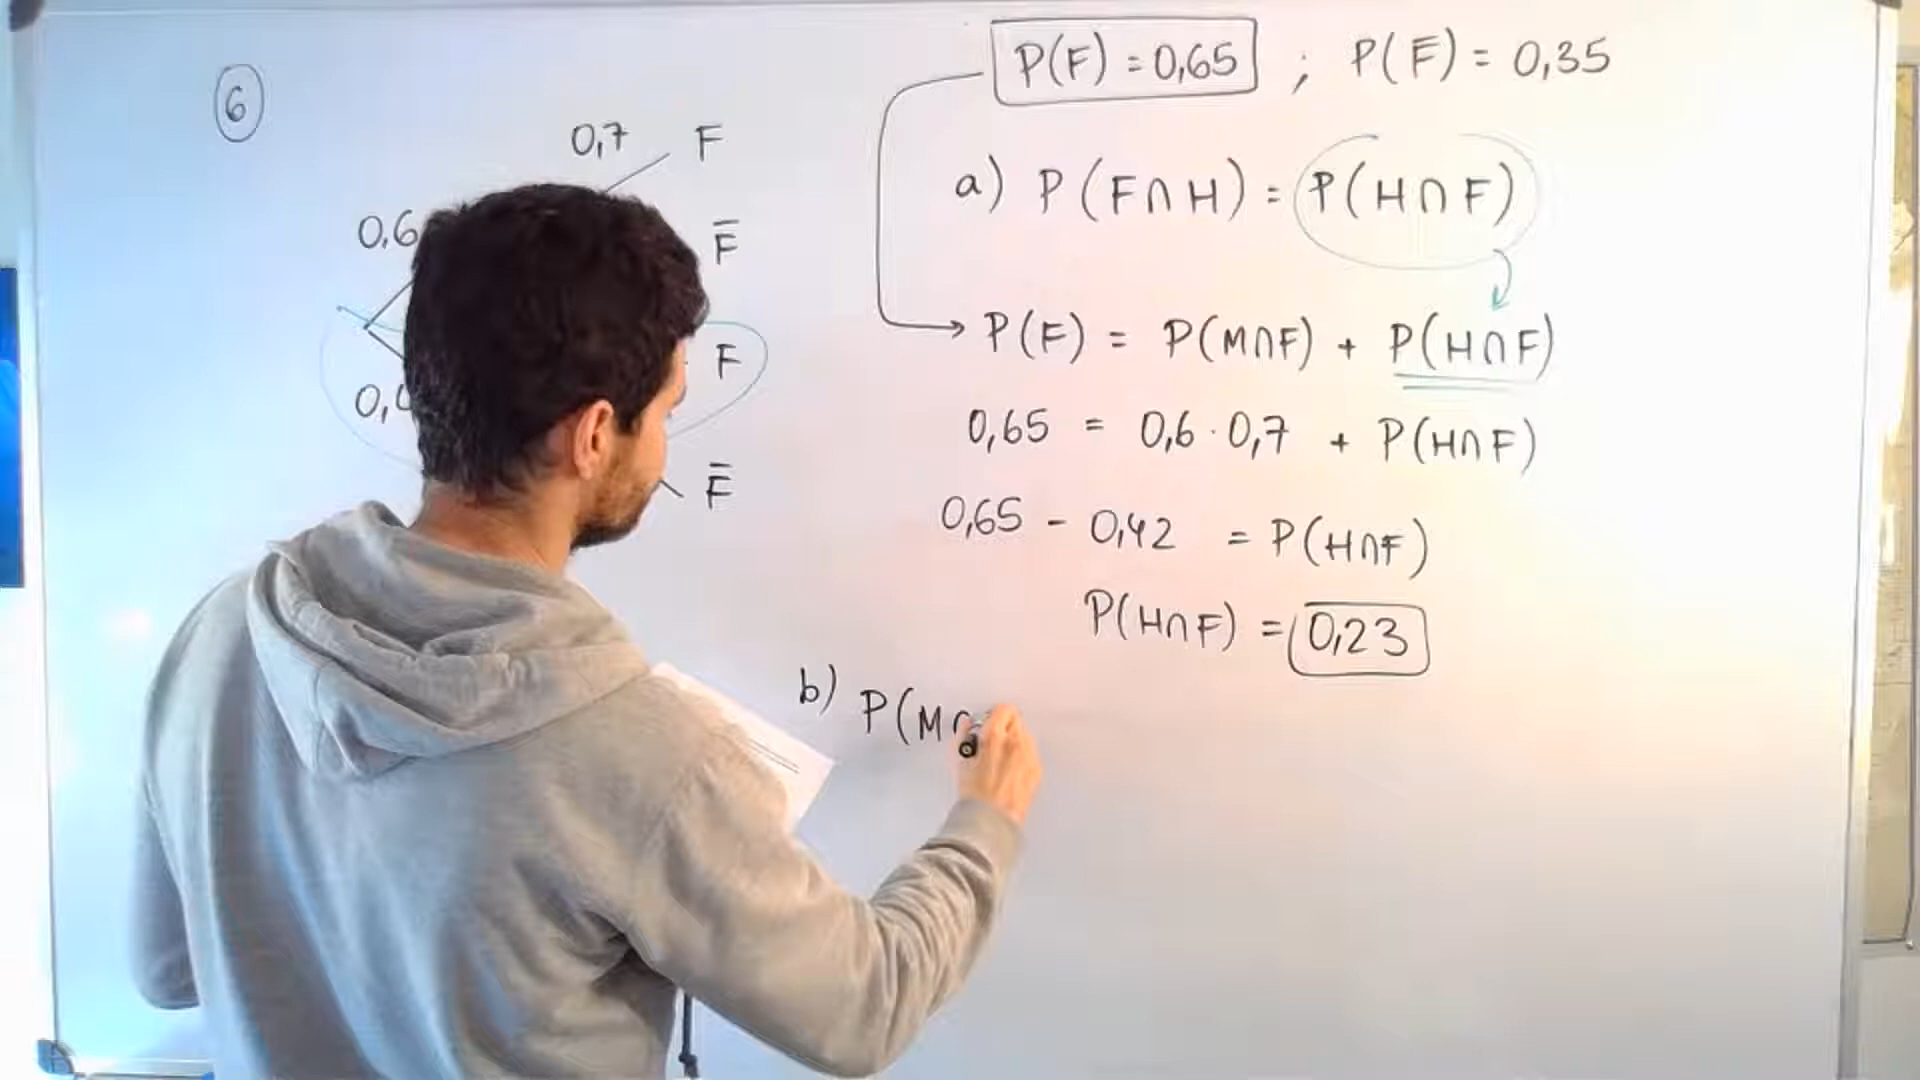 6
0,7 F
0,6
F̅
F
0,
F̅
P(F) = 0,65 ; P(F̅) = 0,35
a) P(F∩H) = P(H∩F)
P(F) = P(M∩F) + P(H∩F)
0,65 = 0,6 · 0,7 + P(H∩F)
0,65 - 0,42 = P(H∩F)
P(H∩F) = 0,23
b) P(M∩